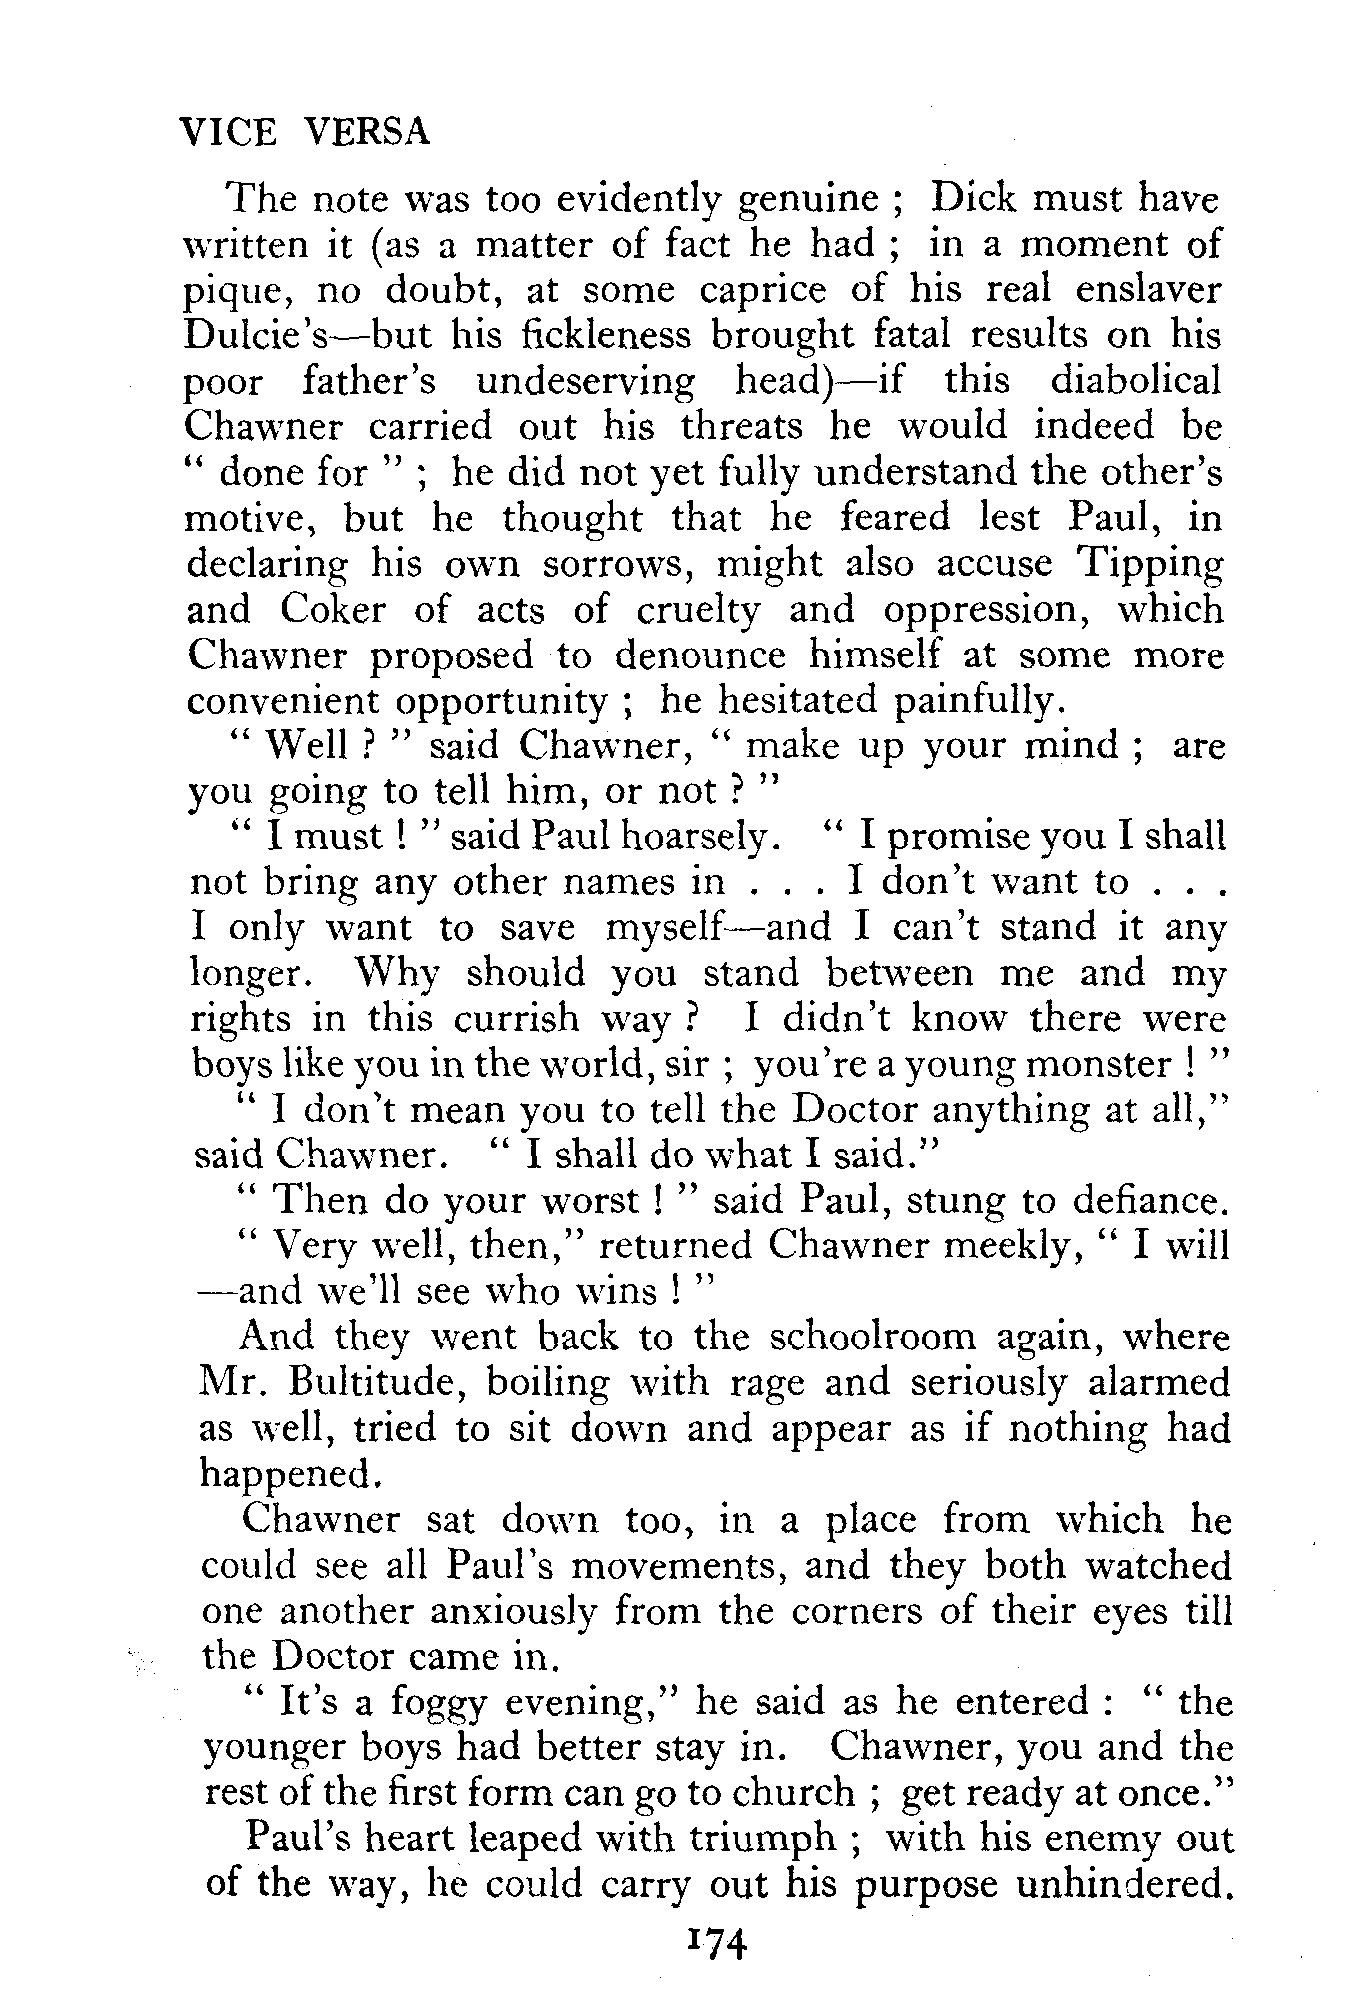 VICE VERSA
The note was too evidently genuine ; Dick must have
written it (as a matter of fact he had ; in a moment of
pique, no doubt, at some caprice of his real enslaver
Dulcie's—but his fickleness brought fatal results on his
poor father's undeserving head)—if this diabolical
Chawner carried out his threats he would indeed be
“ done for ” ; he did not yet fully understand the other's
motive, but he thought that he feared lest Paul, in
declaring his own sorrows, might also accuse Tipping
and Coker of acts of cruelty and oppression, which
Chawner proposed to denounce himself at some more
convenient opportunity ; he hesitated painfully.
“ Well ? ” said Chawner, “ make up your mind ; are
you going to tell him, or not ? ”
“ I must ! ” said Paul hoarsely. “ I promise you I shall
not bring any other names in . . . I don't want to . . .
I only want to save myself—and I can't stand it any
longer. Why should you stand between me and my
rights in this currish way ? I didn't know there were
boys like you in the world, sir ; you're a young monster ! ”
“ I don't mean you to tell the Doctor anything at all,”
said Chawner. “ I shall do what I said.”
“ Then do your worst ! ” said Paul, stung to defiance.
“ Very well, then,” returned Chawner meekly, “ I will
—and we'll see who wins ! ”
And they went back to the schoolroom again, where
Mr. Bultitude, boiling with rage and seriously alarmed
as well, tried to sit down and appear as if nothing had
happened.
Chawner sat down too, in a place from which he
could see all Paul's movements, and they both watched
one another anxiously from the corners of their eyes till
the Doctor came in.
“ It's a foggy evening,” he said as he entered : “ the
younger boys had better stay in. Chawner, you and the
rest of the first form can go to church ; get ready at once.”
Paul's heart leaped with triumph ; with his enemy out
of the way, he could carry out his purpose unhindered.
174